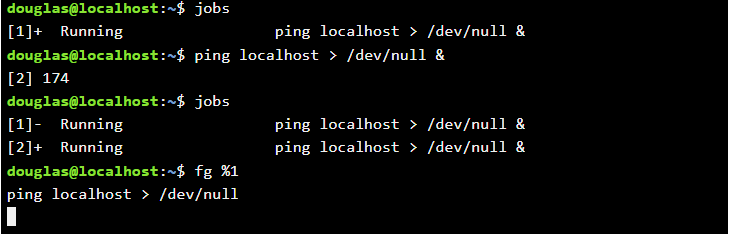 douglas@localhost:~$ jobs
[1]+  Running                 ping localhost > /dev/null &
douglas@localhost:~$ ping localhost > /dev/null &
[2] 174
douglas@localhost:~$ jobs
[1]-  Running                 ping localhost > /dev/null &
[2]+  Running                 ping localhost > /dev/null &
douglas@localhost:~$ fg %1
ping localhost > /dev/null